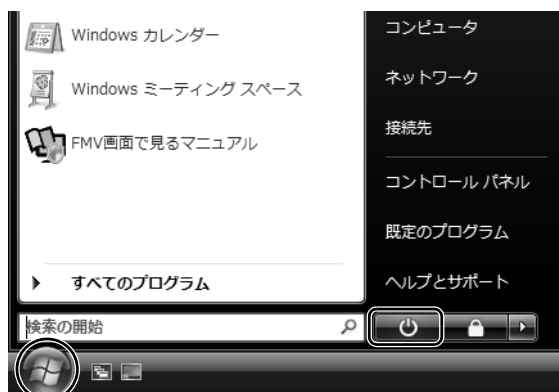 Windows カレンダー
Windows ミーティング スペース
FMV画面で見るマニュアル
すべてのプログラム
検索の開始
コンピュータ
ネットワーク
接続先
コントロール パネル
既定のプログラム
ヘルプとサポート